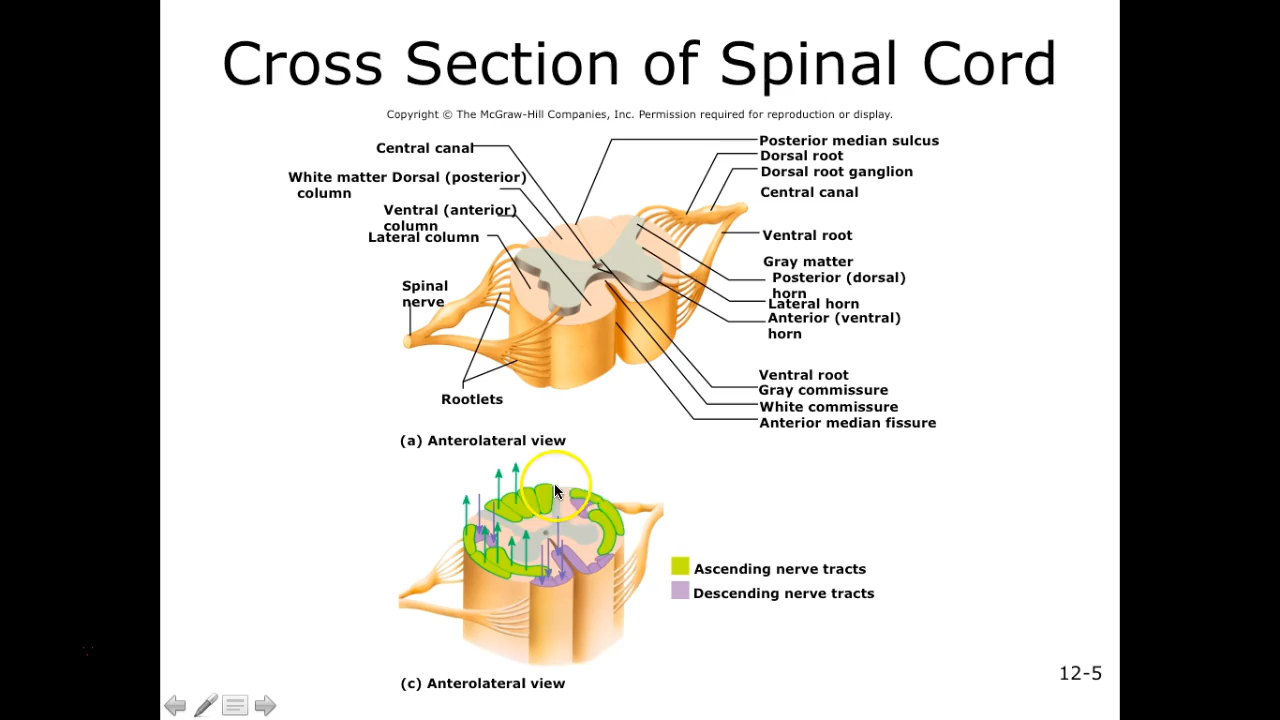 Cross Section of Spinal Cord
Copyright © The McGraw-Hill Companies, Inc. Permission required for reproduction or display.
Central canal
White matter Dorsal (posterior)
column
Ventral (anterior)
column
Lateral column
Spinal
nerve
Rootlets
Posterior median sulcus
Dorsal root
Dorsal root ganglion
Central canal
Ventral root
Gray matter
Posterior (dorsal)
horn
Lateral horn
Anterior (ventral)
horn
Ventral root
Gray commissure
White commissure
Anterior median fissure
(a) Anterolateral view
Ascending nerve tracts
Descending nerve tracts
(c) Anterolateral view
12-5